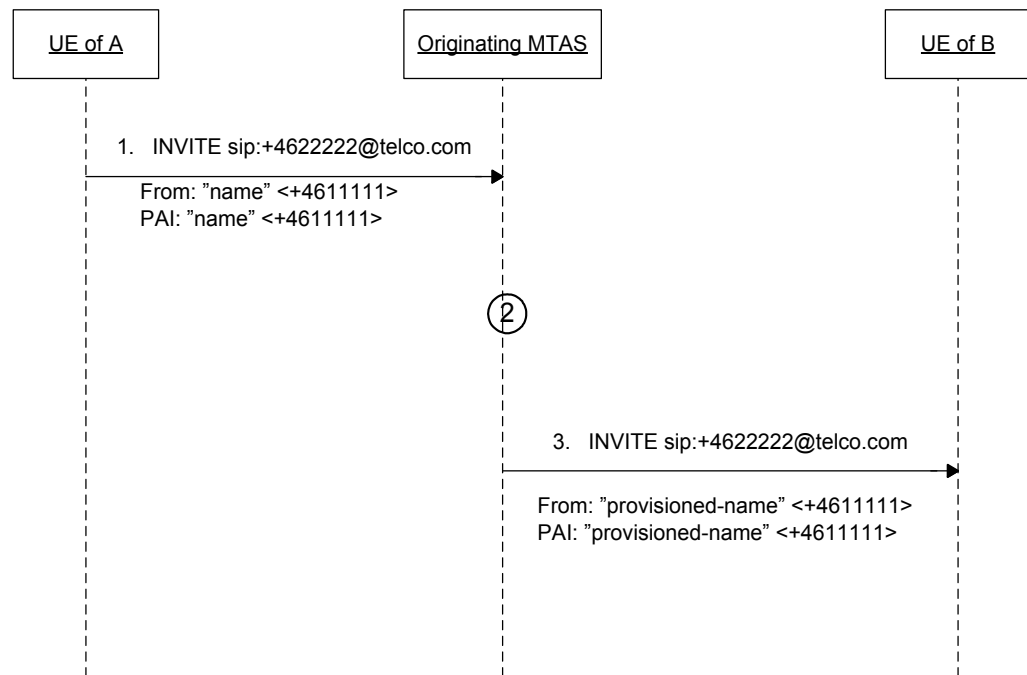 UE of A
Originating MTAS
UE of B
1. INVITE sip:+4622222@telco.com
From: ”name” <+4611111>
PAI: ”name” <+4611111>
2
3. INVITE sip:+4622222@telco.com
From: ”provisioned-name” <+4611111>
PAI: ”provisioned-name” <+4611111>